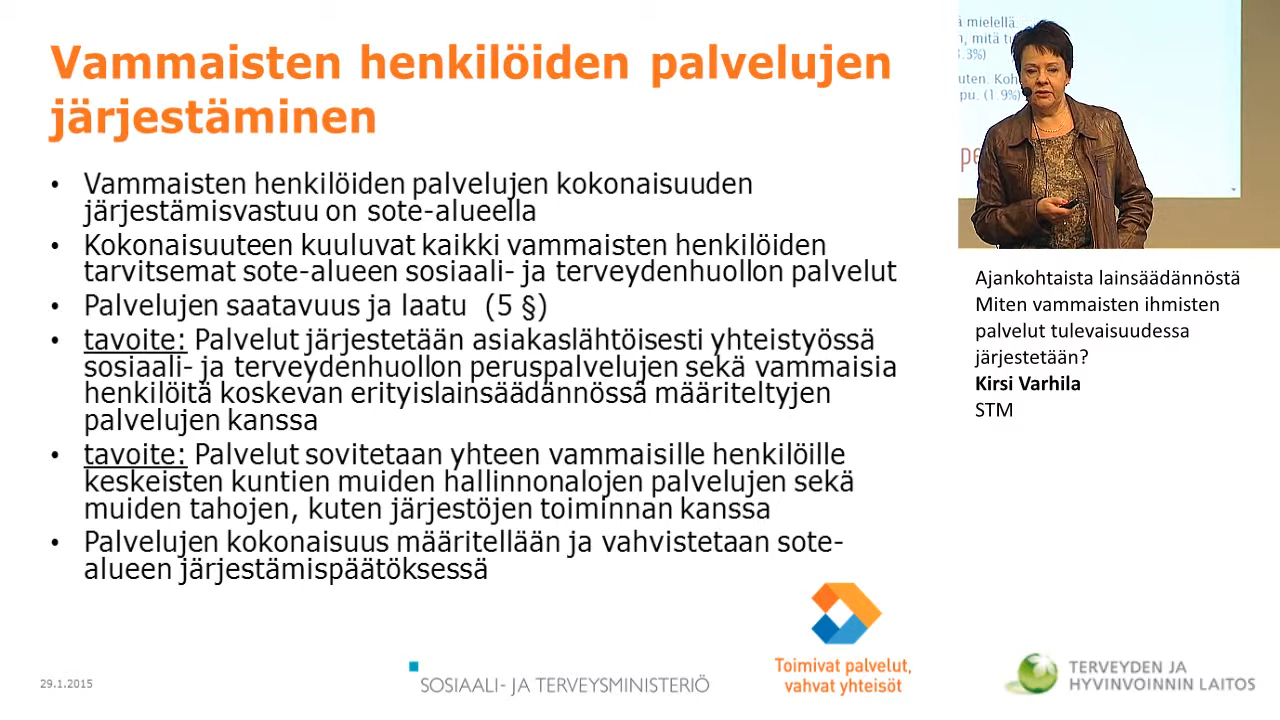 Vammaisten henkilöiden palvelujen
järjestäminen
• Vammaisten henkilöiden palvelujen kokonaisuuden
järjestämisvastuu on sote-alueella
• Kokonaisuuteen kuuluvat kaikki vammaisten henkilöiden
tarvitsemat sote-alueen sosiaali- ja terveydenhuollon palvelut
• Palvelujen saatavuus ja laatu (5 §)
• tavoite: Palvelut järjestetään asiakaslähtöisesti yhteistyössä
sosiaali- ja terveydenhuollon peruspalvelujen sekä vammaisia
henkilöitä koskevan erityislainsäädännössä määriteltyjen
palvelujen kanssa
• tavoite: Palvelut sovitetaan yhteen vammaisille henkilöille
keskeisten kuntien muiden hallinnonalojen palvelujen sekä
muiden tahojen, kuten järjestöjen toiminnan kanssa
• Palvelujen kokonaisuus määritellään ja vahvistetaan sote-
alueen järjestämispäätöksessä
mielellä.
mitä
(1.9%)
Ajankohtaista lainsäädännöstä
Miten vammaisten ihmisten
palvelut tulevaisuudessa
järjestetään?
Kirsi Varhila
STM
29.1.2015
SOSIAALI- JA TERVEYSMINISTERIÖ
Toimivat palvelut,
vahvat yhteisöt
TERVEYDEN JA
HYVINVOINNIN LAITOS